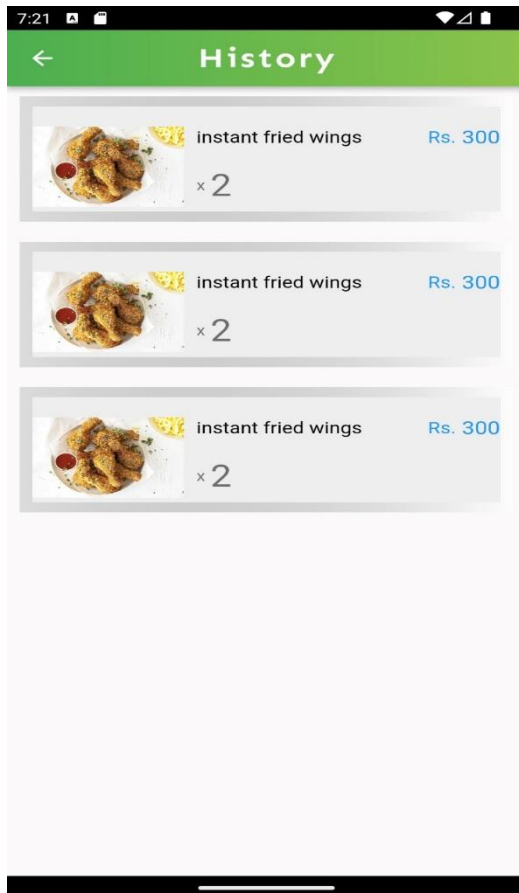 7:21 A
History
instant fried wings Rs. 300
x 2
instant fried wings Rs. 300
x 2
instant fried wings Rs. 300
x 2